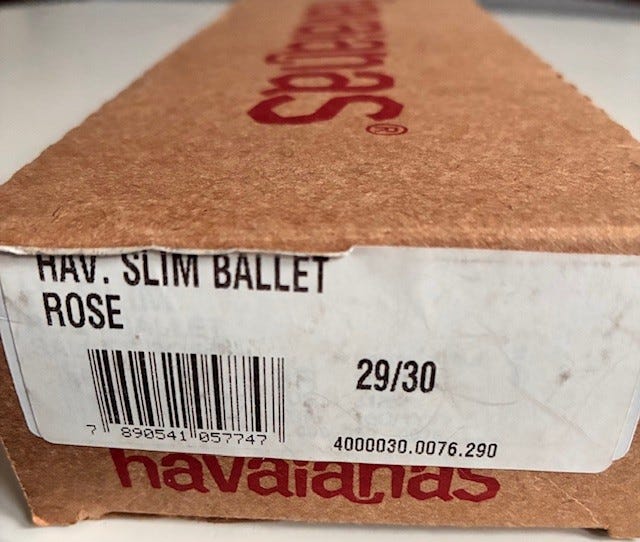 havaianas®
HAV. SLIM BALLET
ROSE
29/30
7 890541 057747
4000030.0076.290
havaianas